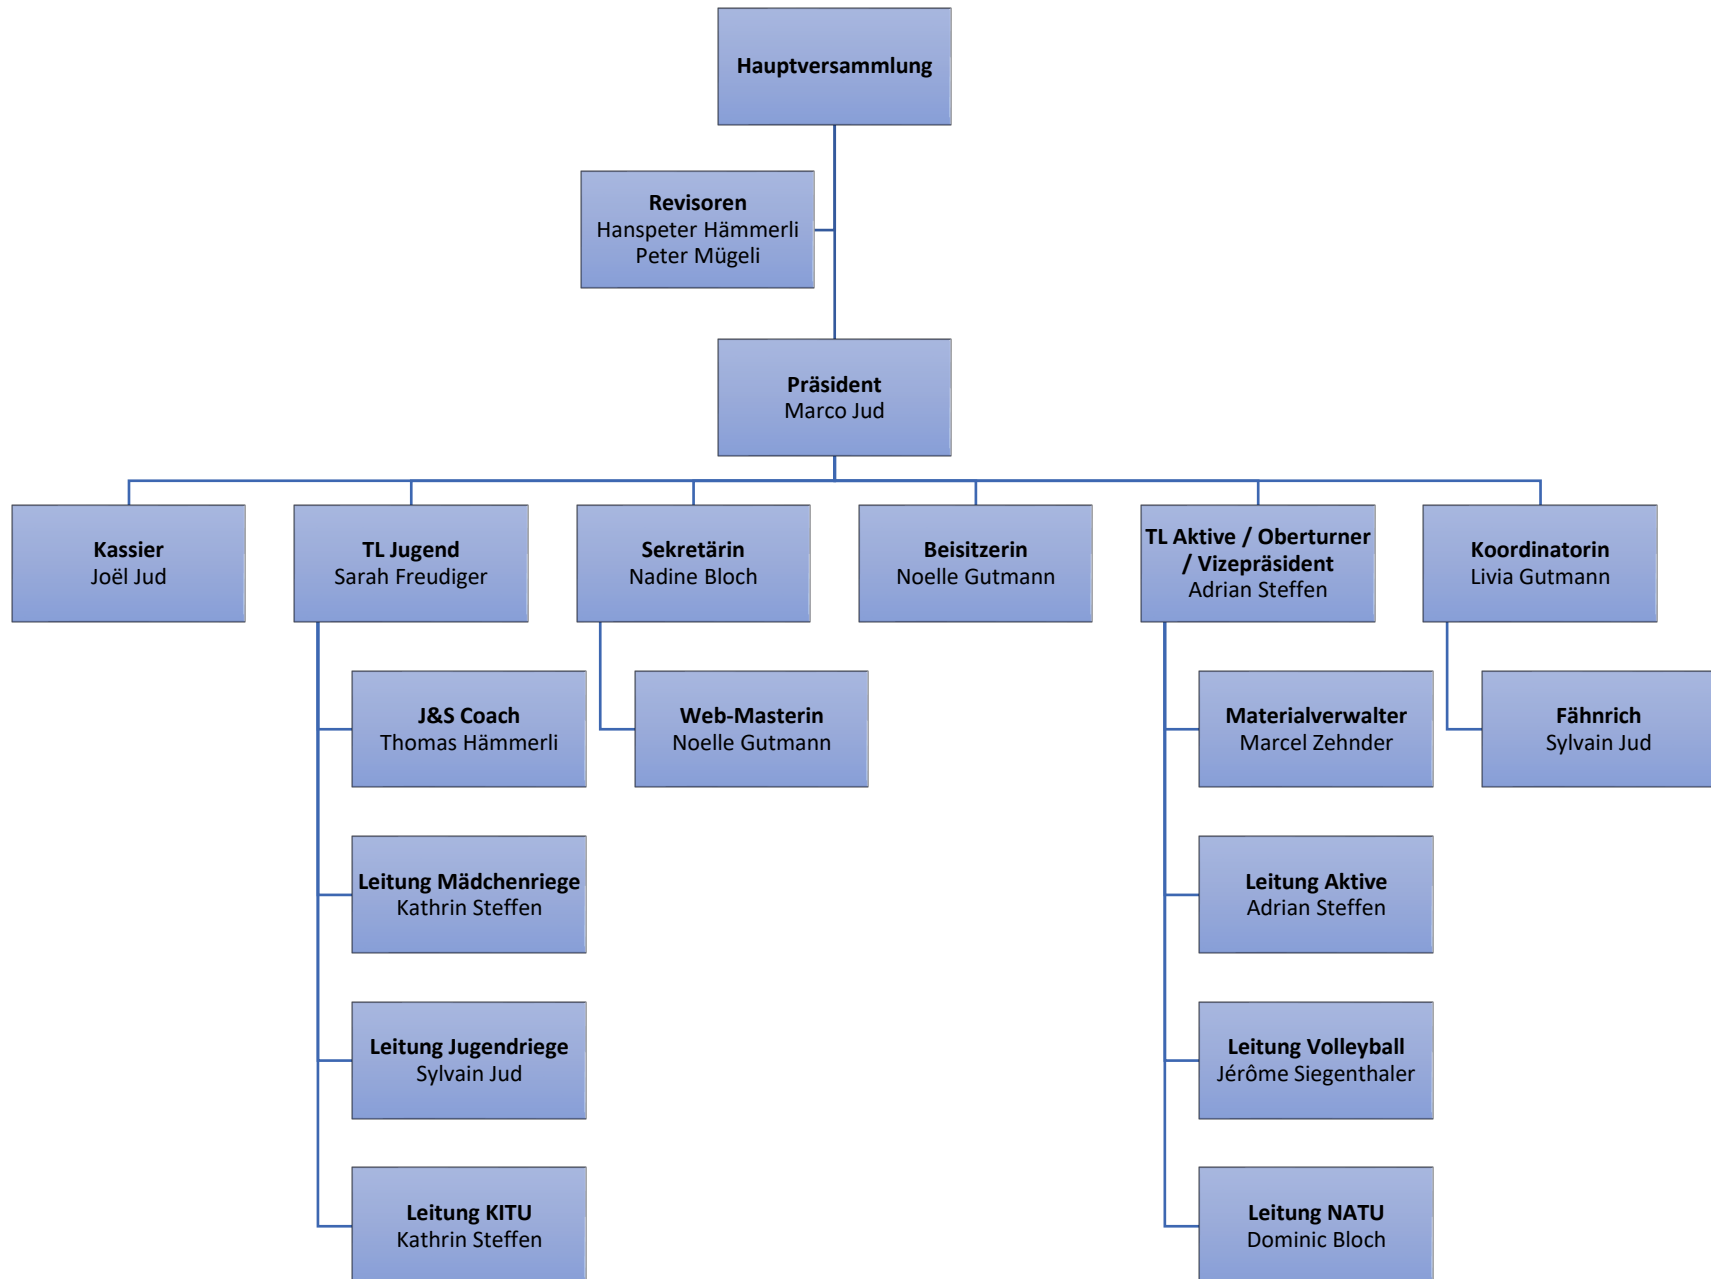 Hauptversammlung
Revisoren
Hanspeter Hämmerli
Peter Mügeli
Präsident
Marco Jud
Kassier
Joël Jud
TL Jugend
Sarah Freudiger
Sekretärin
Nadine Bloch
Beisitzerin
Noelle Gutmann
TL Aktive / Oberturner
/ Vizepräsident
Adrian Steffen
Koordinatorin
Livia Gutmann
J&S Coach
Thomas Hämmerli
Web-Masterin
Noelle Gutmann
Materialverwalter
Marcel Zehnder
Fähnrich
Sylvain Jud
Leitung Mädchenriege
Kathrin Steffen
Leitung Aktive
Adrian Steffen
Leitung Jugendriege
Sylvain Jud
Leitung Volleyball
Jérôme Siegenthaler
Leitung KITU
Kathrin Steffen
Leitung NATU
Dominic Bloch